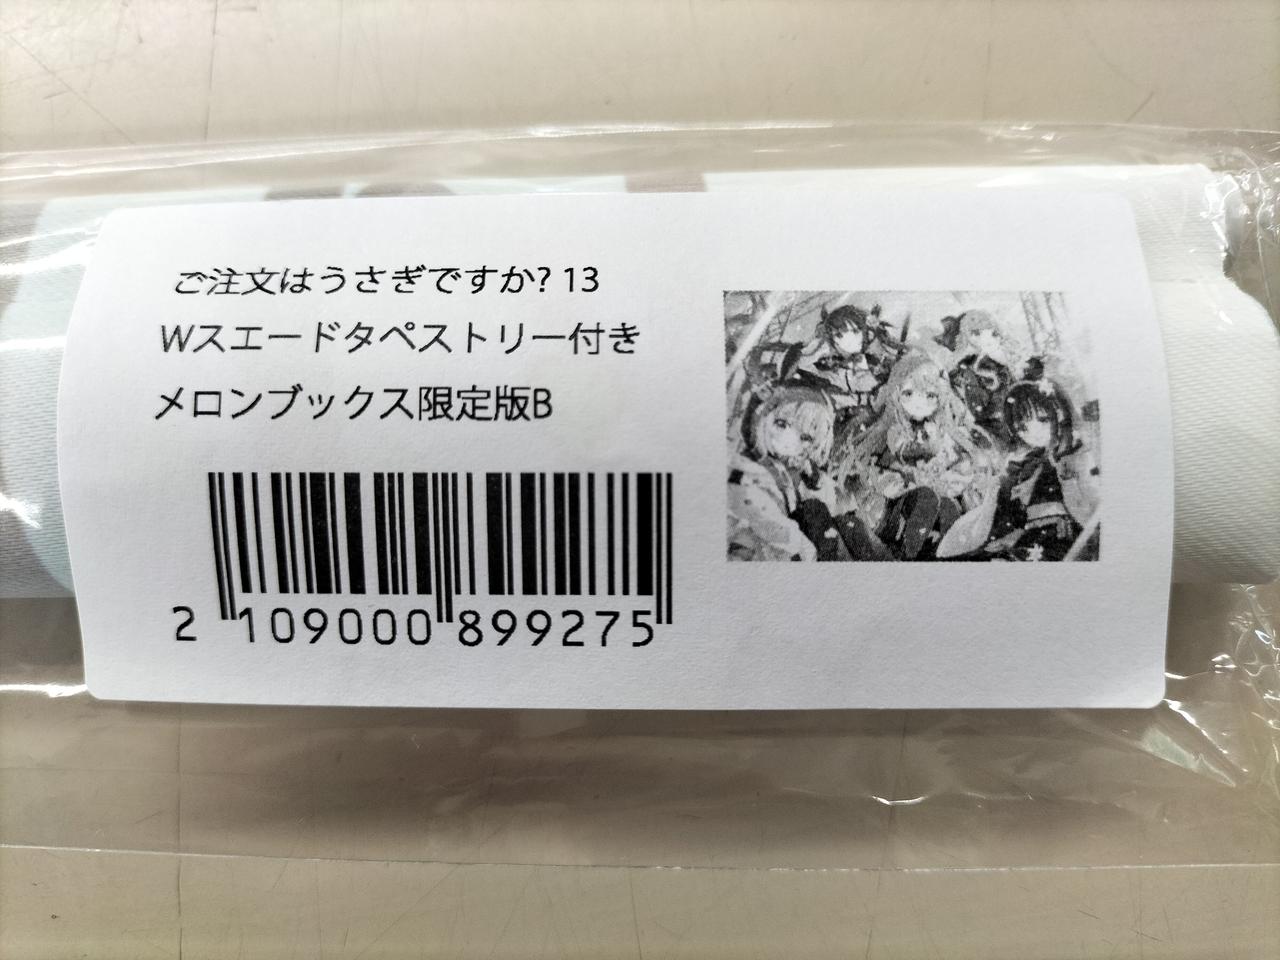 ご注文はうさぎですか? 13
Wスエードタペストリー付き
メロンブックス限定版B
2 109000 899275